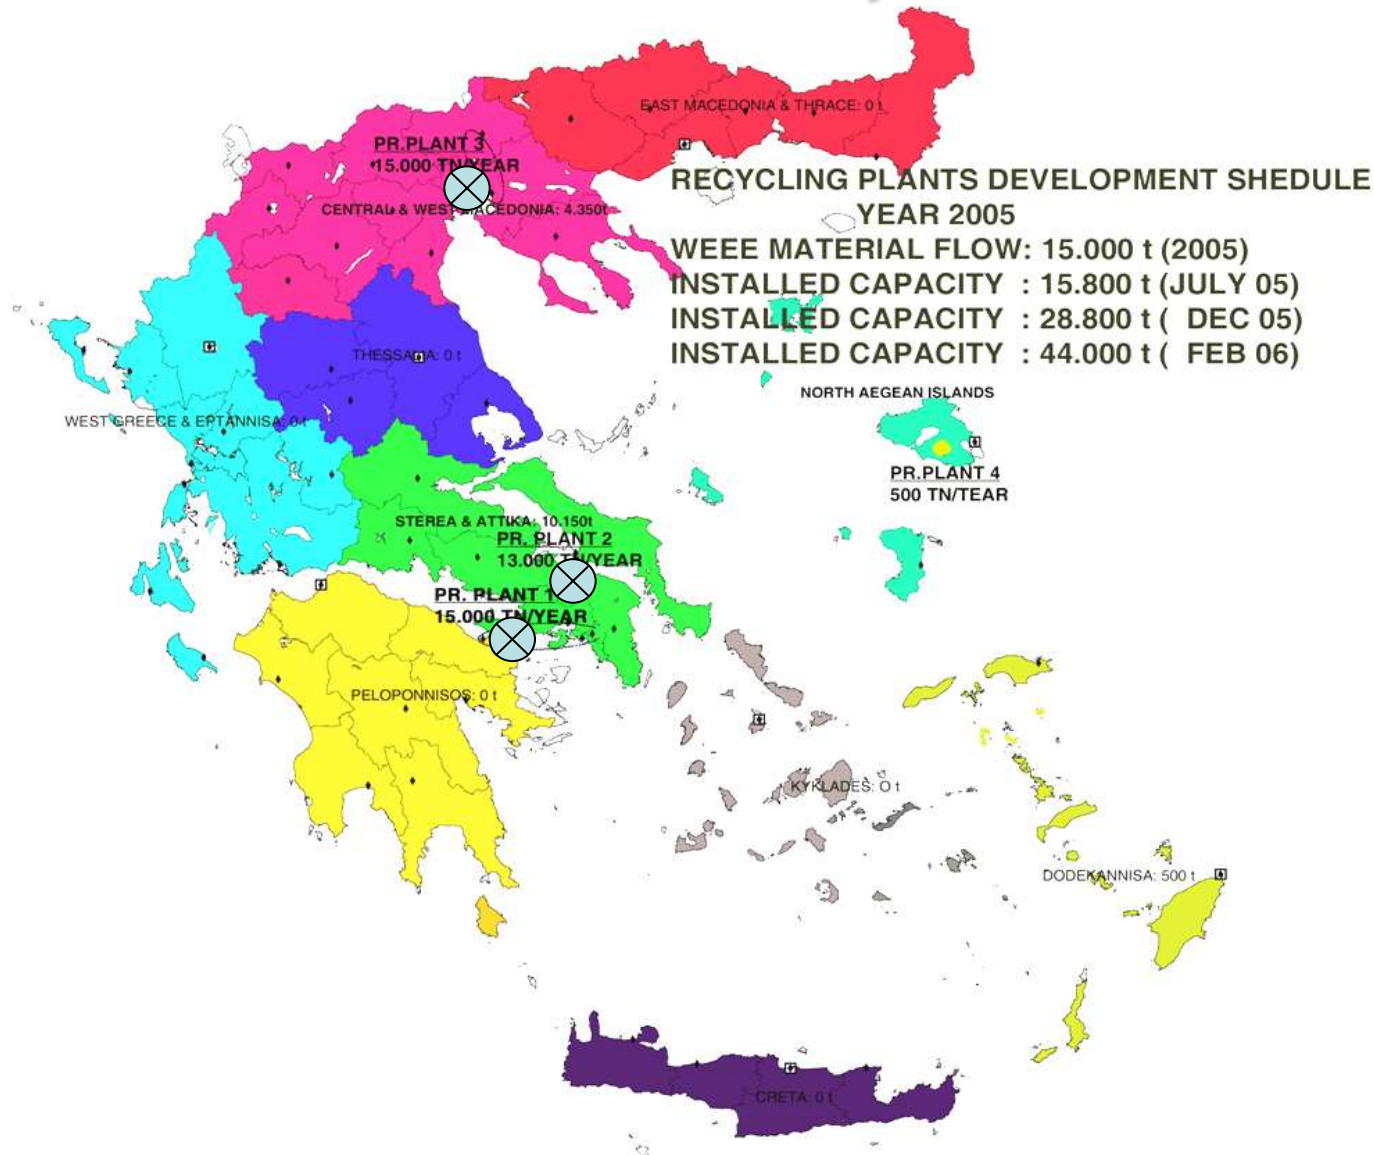 EAST MACEDONIA & THRACE: 0 t
PR.PLANT 3
15.000 TN/YEAR
CENTRAL & WEST MACEDONIA: 4.350t
RECYCLING PLANTS DEVELOPMENT SHEDULE
YEAR 2005
WEEE MATERIAL FLOW: 15.000 t (2005)
INSTALLED CAPACITY : 15.800 t (JULY 05)
INSTALLED CAPACITY : 28.800 t ( DEC 05)
INSTALLED CAPACITY : 44.000 t ( FEB 06)
THESSALIA: 0 t
NORTH AEGEAN ISLANDS
WEST GREECE & EPTANNISA: 0 t
PR.PLANT 4
500 TN/TEAR
STEREA & ATTIKA: 10.150t
PR. PLANT 2
13.000 TN/YEAR
PR. PLANT 1
15.000 TN/YEAR
PELOPONNISOS: 0 t
KYKLADES: O t
DODEKANNISA: 500 t
CRETA: 0 t